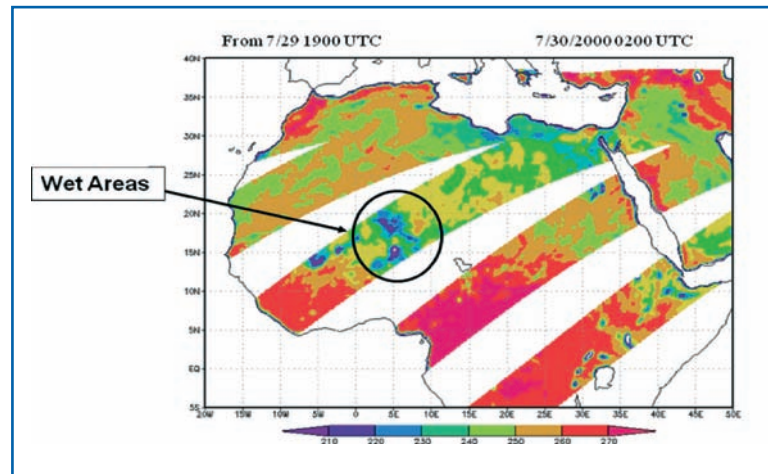 From 7/29 1900 UTC 7/30/2000 0200 UTC
40N
35N
30N
Wet Areas
25N
20N
15N
10N
5N
EQ
5S
20W 15W 10W 5W 0 5E 10E 15E 20E 25E 30E 35E 40E 45E 50E
210 220 230 240 250 260 270